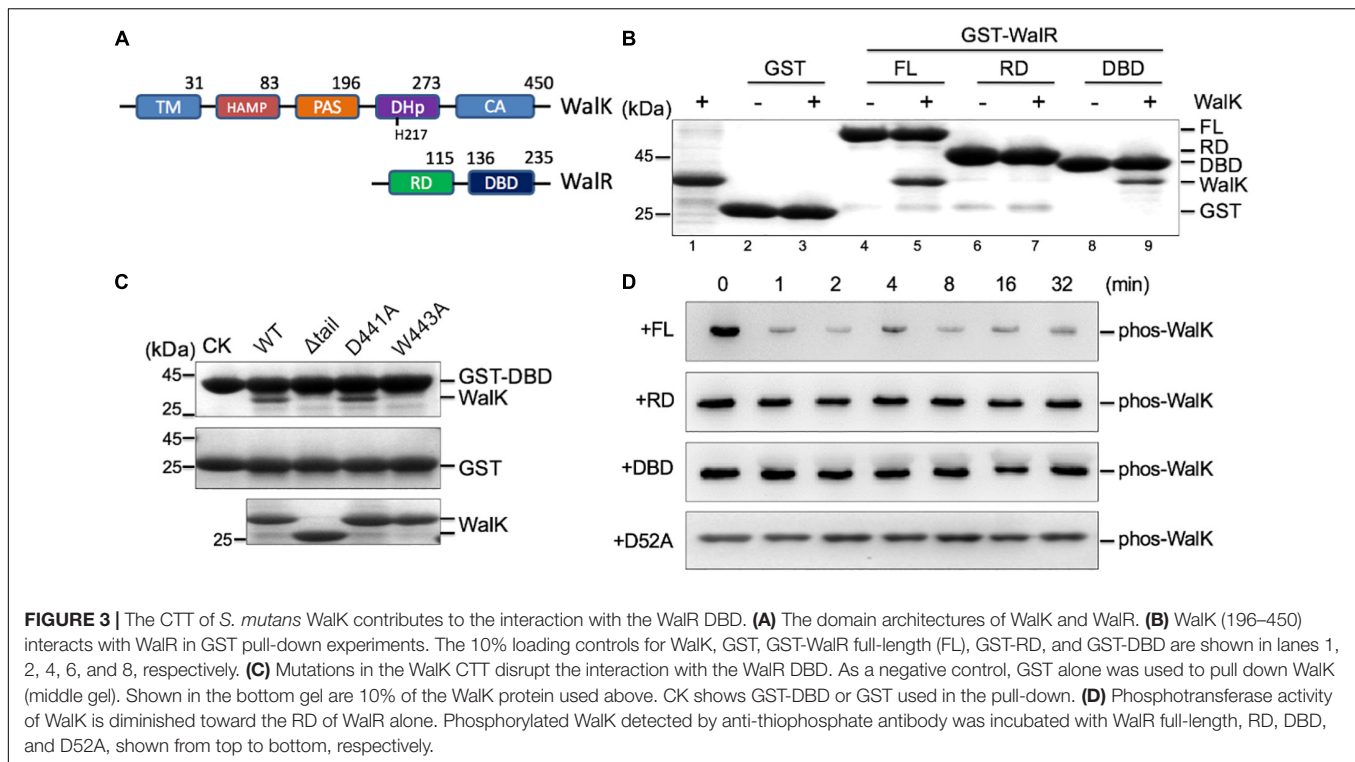 A
31 83 196 273 450
TM HAMP PAS DHp CA WalK
H217
115 136 235
RD DBD WalR
B
GST-WalR
GST FL RD DBD
(kDa) + - + - + - + - + WalK
FL
RD
45
DBD
WalK
25 GST
1 2 3 4 5 6 7 8 9
C
(kDa) CK WT Δtail D441A W443A
45
GST-DBD
WalK
25
45
25 GST
WalK
25
D
0 1 2 4 8 16 32 (min)
+FL phos-WalK
+RD phos-WalK
+DBD phos-WalK
+D52A phos-WalK
FIGURE 3 | The CTT of S. mutans WalK contributes to the interaction with the WalR DBD. (A) The domain architectures of WalK and WalR. (B) WalK (196–450)
interacts with WalR in GST pull-down experiments. The 10% loading controls for WalK, GST, GST-WalR full-length (FL), GST-RD, and GST-DBD are shown in lanes 1,
2, 4, 6, and 8, respectively. (C) Mutations in the WalK CTT disrupt the interaction with the WalR DBD. As a negative control, GST alone was used to pull down WalK
(middle gel). Shown in the bottom gel are 10% of the WalK protein used above. CK shows GST-DBD or GST used in the pull-down. (D) Phosphotransferase activity
of WalK is diminished toward the RD of WalR alone. Phosphorylated WalK detected by anti-thiophosphate antibody was incubated with WalR full-length, RD, DBD,
and D52A, shown from top to bottom, respectively.